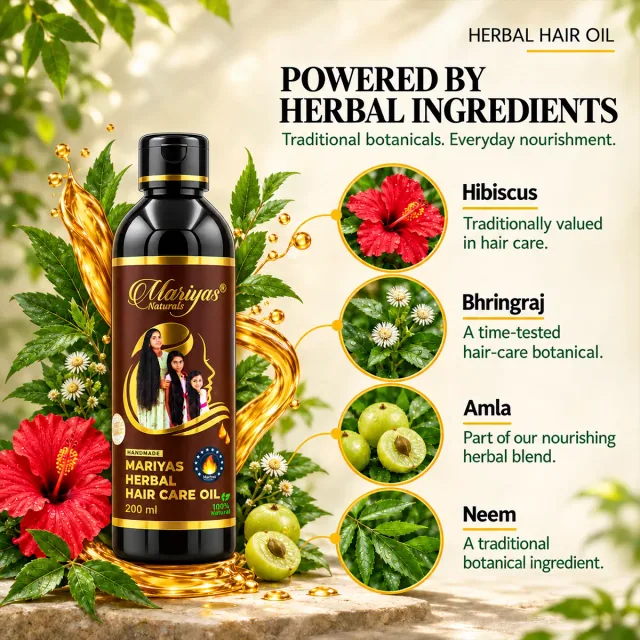 HERBAL HAIR OIL
POWERED BY
HERBAL INGREDIENTS
Traditional botanicals. Everyday nourishment.
Hibiscus
Traditionally valued
in hair care.
Bhringraj
A time-tested
hair-care botanical.
Amla
Part of our nourishing
herbal blend.
Neem
A traditional
botanical ingredient.
Mariyas®
Naturals
HANDMADE
MARIYAS
HERBAL
HAIR CARE OIL
200 ml
100%
Natural